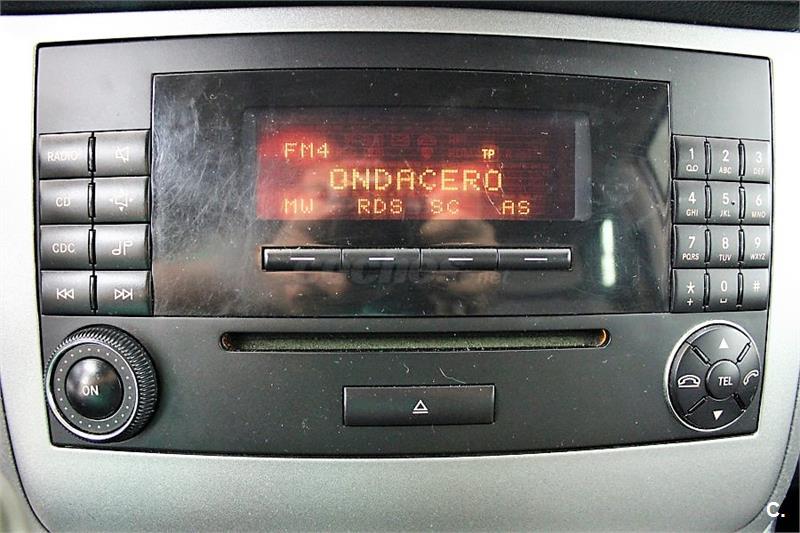 FM4 TP
ONDACERO
MW RDS SC AS
RADIO
CD
CDC
ON
1 2 ABC 3 DEF
4 GHI 5 JKL 6 MNO
7 PQRS 8 TUV 9 WXYZ
* + 0 #
TEL
C.